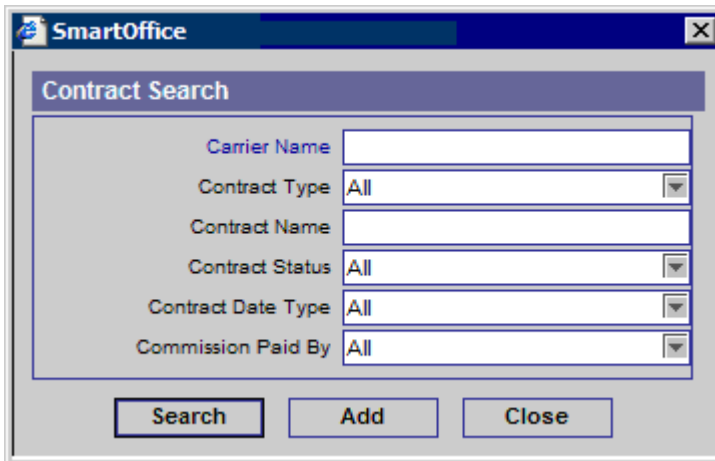 SmartOffice
Contract Search
Carrier Name
Contract Type All
Contract Name
Contract Status All
Contract Date Type All
Commission Paid By All
Search Add Close